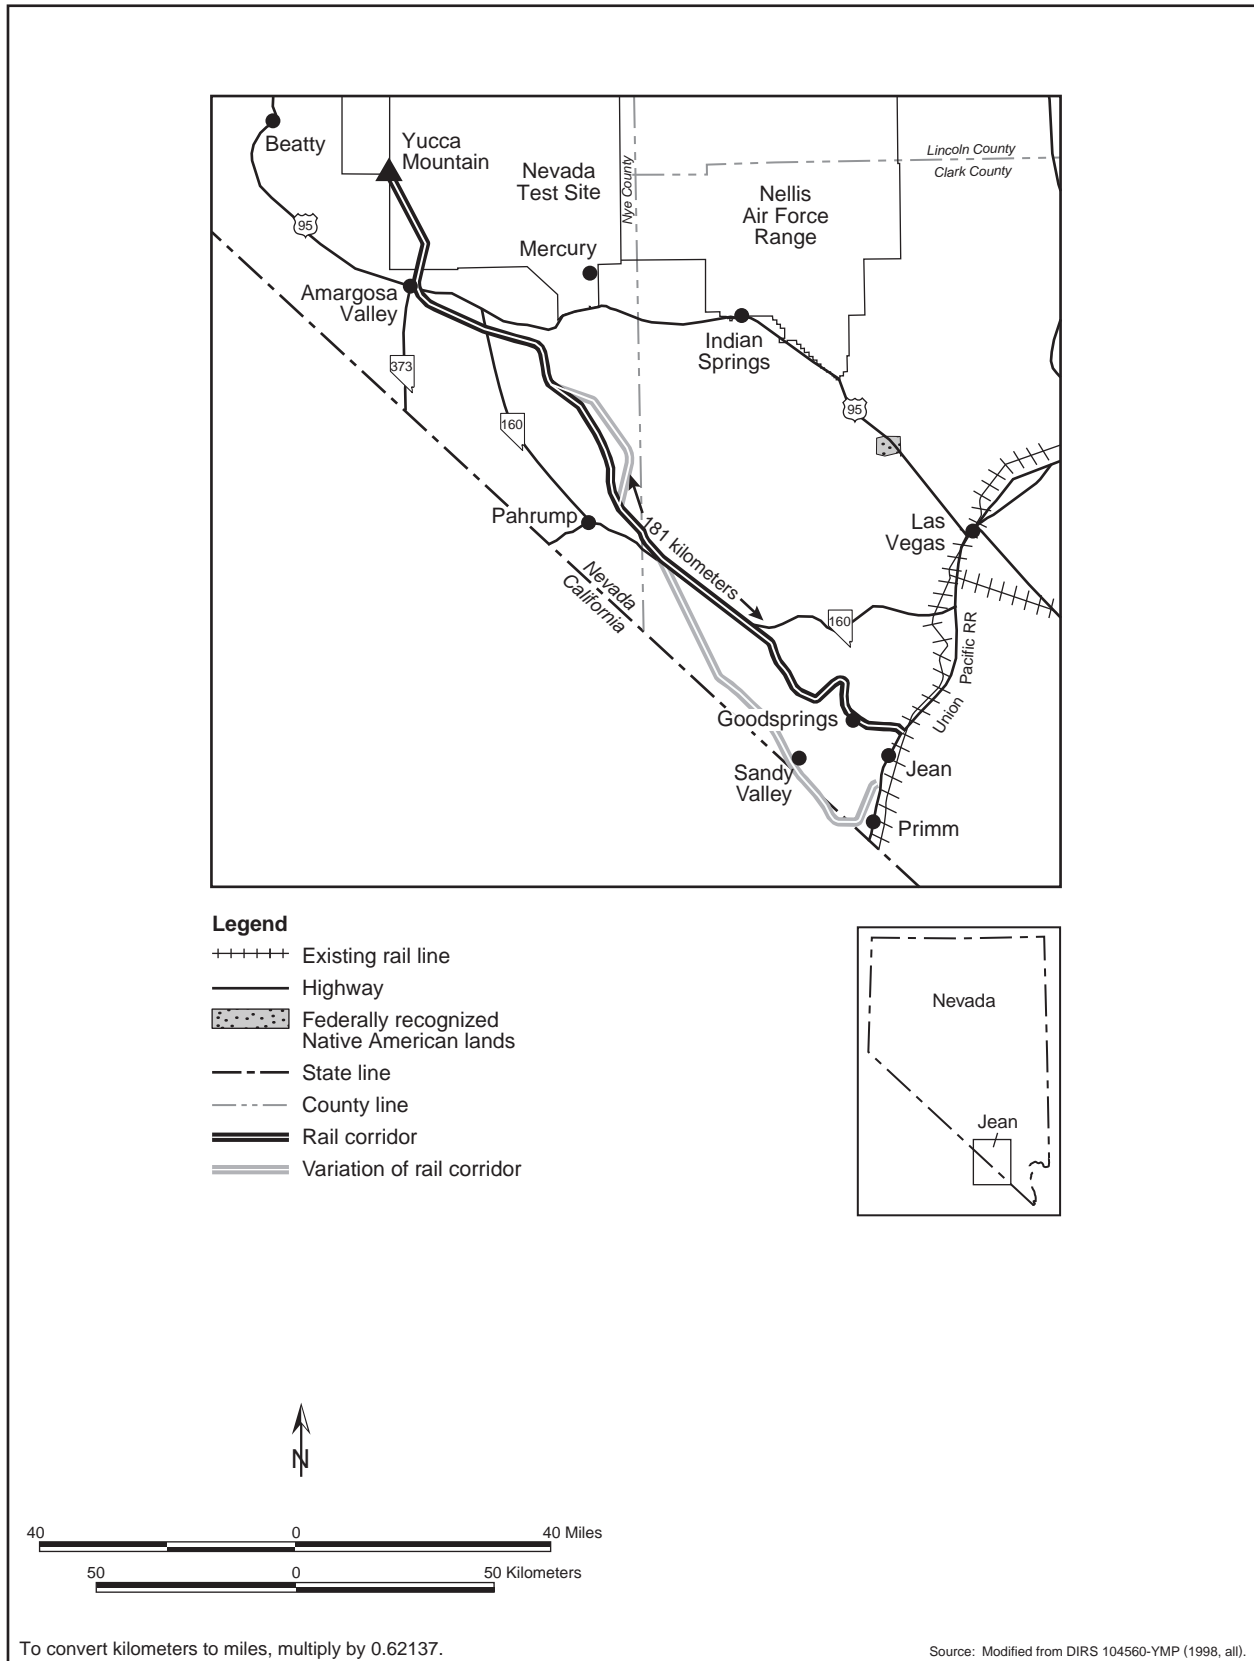 Beatty
Yucca
Mountain
Nevada
Test Site
Nye County
Lincoln County
Clark County
Nellis
Air Force
Range
95
Mercury
Amargosa
Valley
Indian
Springs
373
160
95
Pahrump
181 kilometers
Las
Vegas
Nevada
California
160
Union
Pacific RR
Goodsprings
Sandy
Valley
Jean
Primm
Legend
Existing rail line
Highway
Federally recognized
Native American lands
State line
County line
Rail corridor
Variation of rail corridor
Nevada
Jean
N
40 0 40 Miles
50 0 50 Kilometers
To convert kilometers to miles, multiply by 0.62137.
Source: Modified from DIRS 104560-YMP (1998, all).